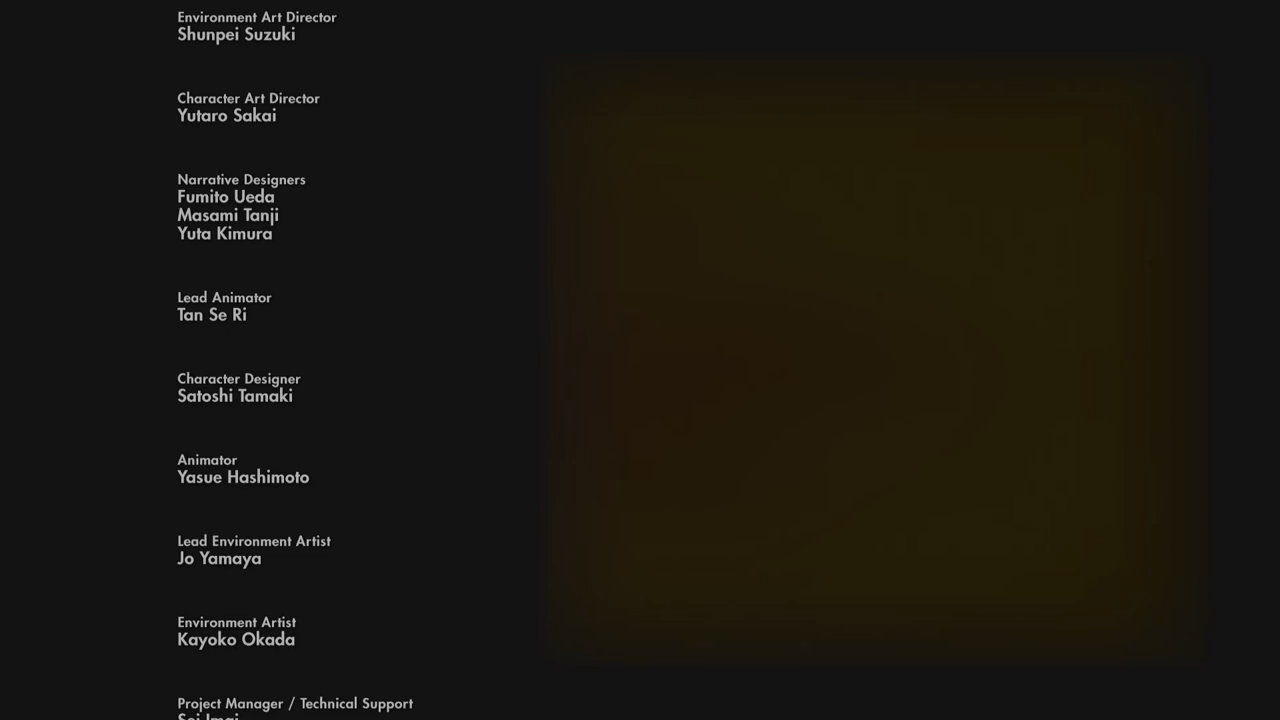 Environment Art Director
Shunpei Suzuki
Character Art Director
Yutaro Sakai
Narrative Designers
Fumito Ueda
Masami Tanji
Yuta Kimura
Lead Animator
Tan Se Ri
Character Designer
Satoshi Tamaki
Animator
Yasue Hashimoto
Lead Environment Artist
Jo Yamaya
Environment Artist
Kayoko Okada
Project Manager / Technical Support